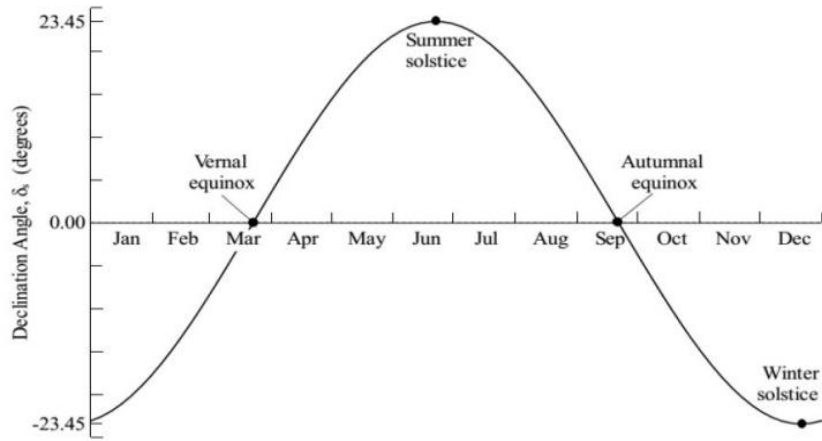 23.45
Summer
solstice
Vernal
equinox
Autumnal
equinox
Declination Angle, δs (degrees)
0.00
Jan Feb Mar Apr May Jun Jul Aug Sep Oct Nov Dec
Winter
solstice
-23.45